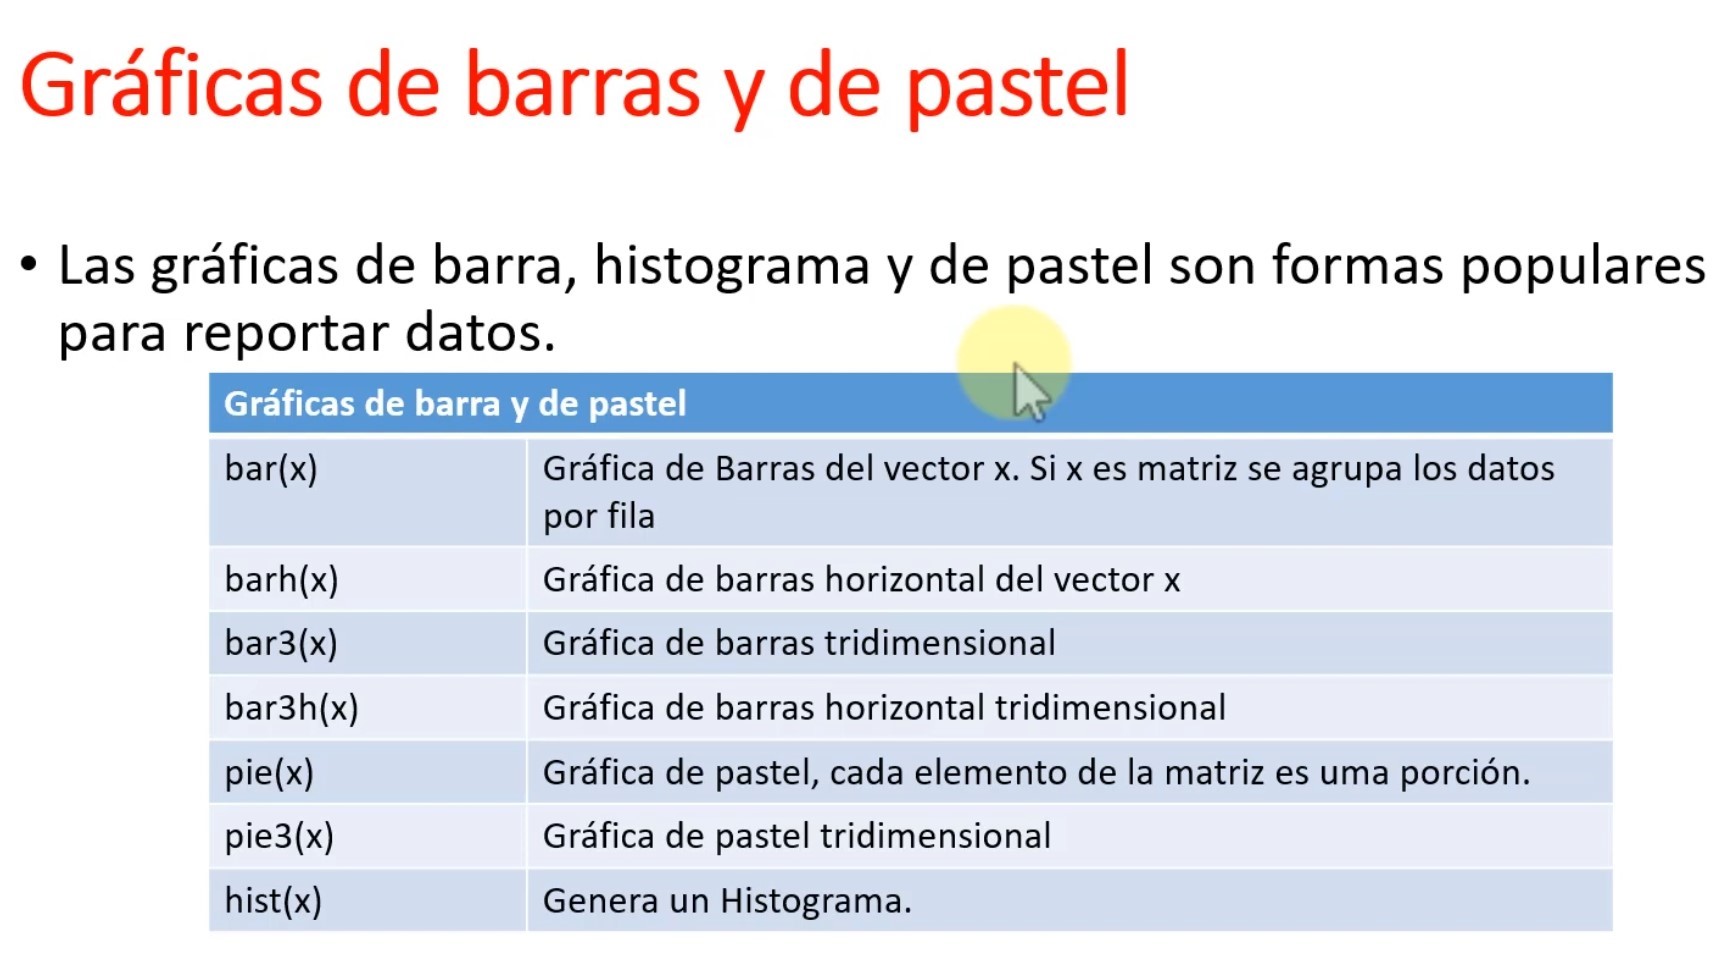 Gráficas de barras y de pastel
• Las gráficas de barra, histograma y de pastel son formas populares
para reportar datos.
Gráficas de barra y de pastel
bar(x) Gráfica de Barras del vector x. Si x es matriz se agrupa los datos
por fila
barh(x) Gráfica de barras horizontal del vector x
bar3(x) Gráfica de barras tridimensional
bar3h(x) Gráfica de barras horizontal tridimensional
pie(x) Gráfica de pastel, cada elemento de la matriz es uma porción.
pie3(x) Gráfica de pastel tridimensional
hist(x) Genera un Histograma.